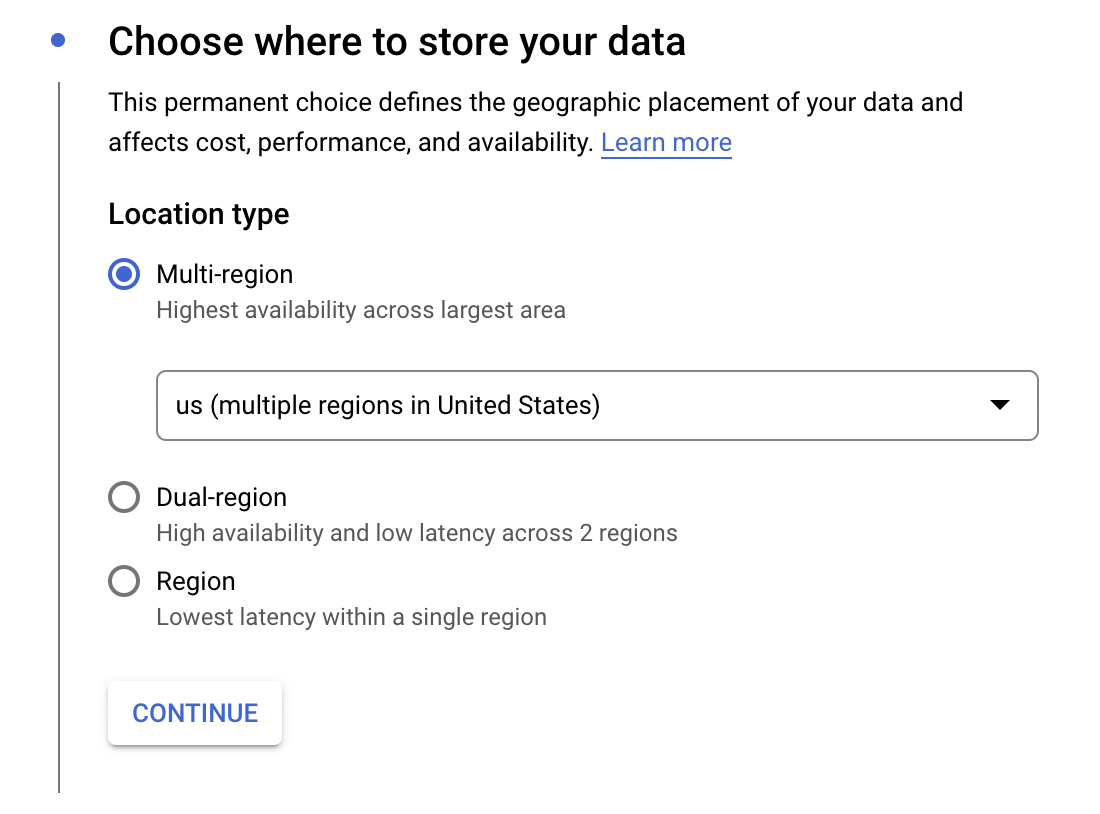 Choose where to store your data
This permanent choice defines the geographic placement of your data and
affects cost, performance, and availability. Learn more
Location type
Multi-region
Highest availability across largest area
us (multiple regions in United States)
Dual-region
High availability and low latency across 2 regions
Region
Lowest latency within a single region
CONTINUE